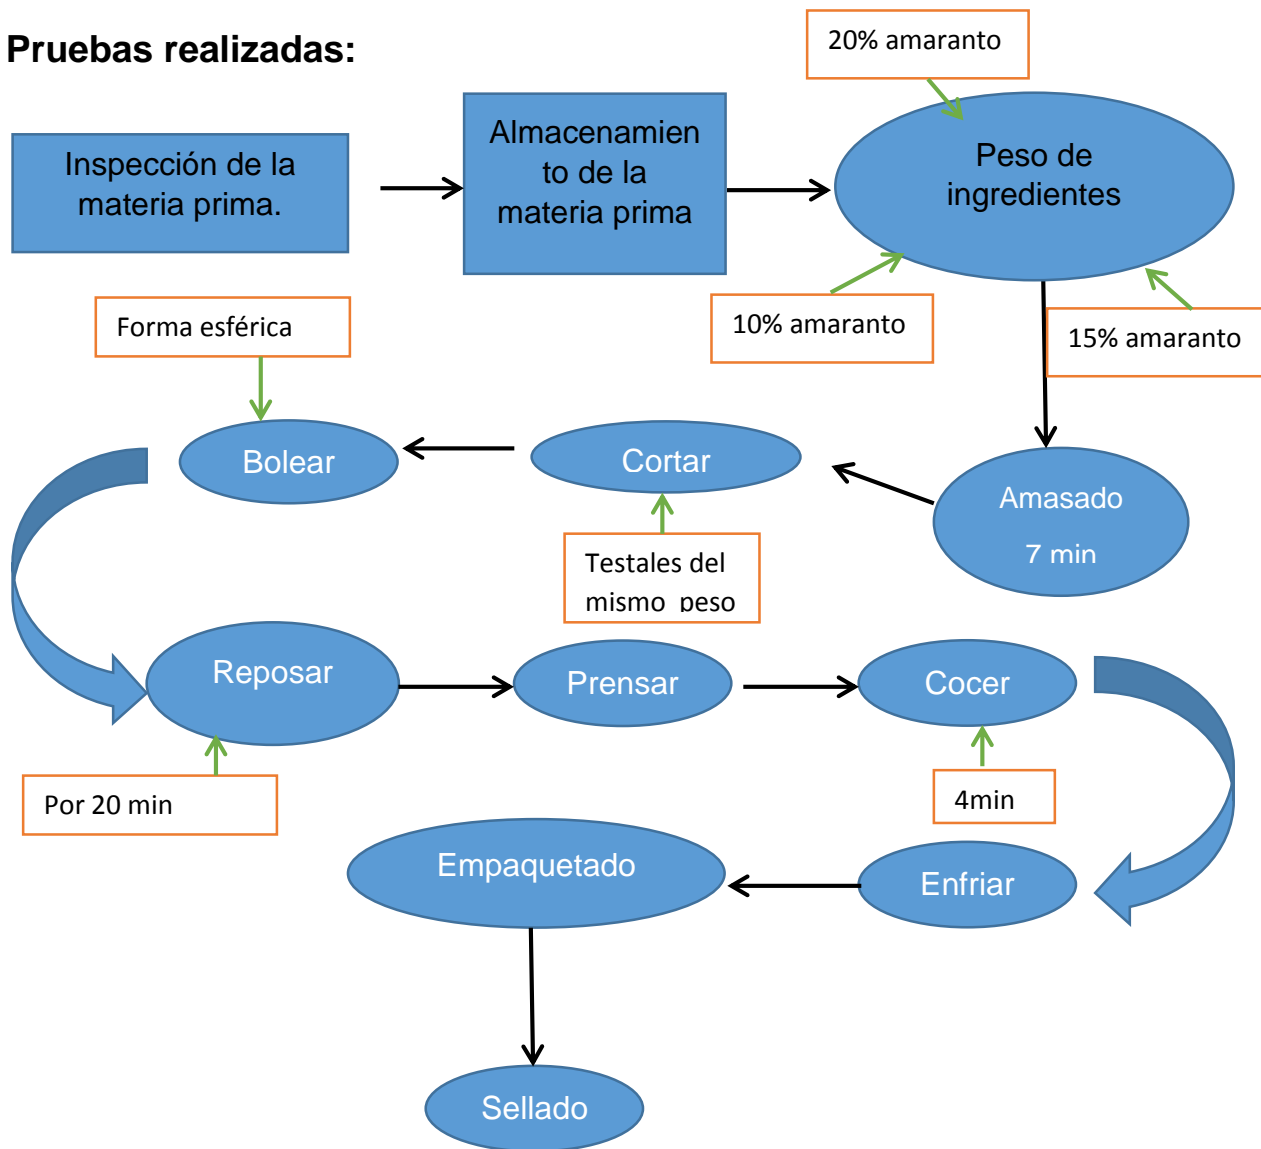 Pruebas realizadas:
20% amaranto
Inspección de la
materia prima.
Almacenamien
to de la
materia prima
Peso de
ingredientes
10% amaranto
15% amaranto
Forma esférica
Bolear
Cortar
Amasado
7 min
Testales del
mismo peso
Reposar
Prensar
Cocer
Por 20 min
4min
Empaquetado
Enfriar
Sellado